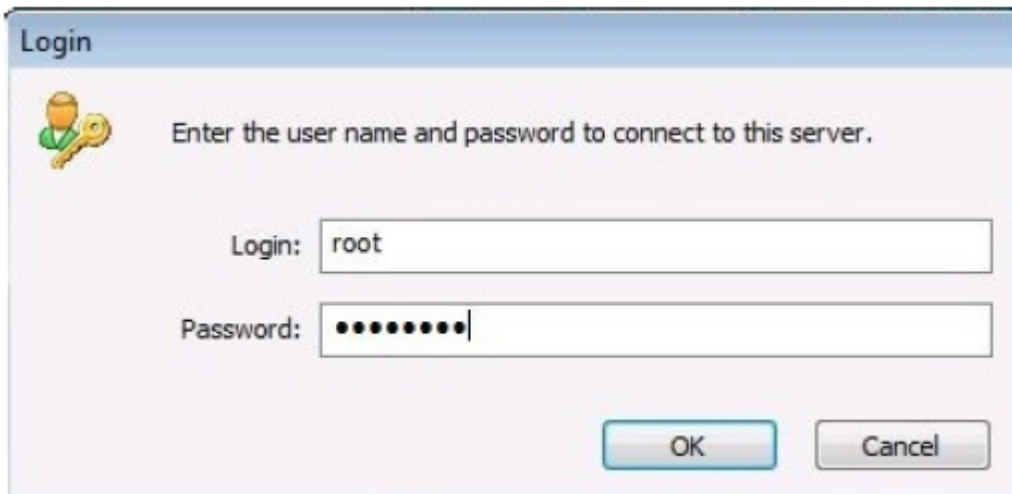 Login
Enter the user name and password to connect to this server.
Login: root
Password: ••••••••
OK Cancel